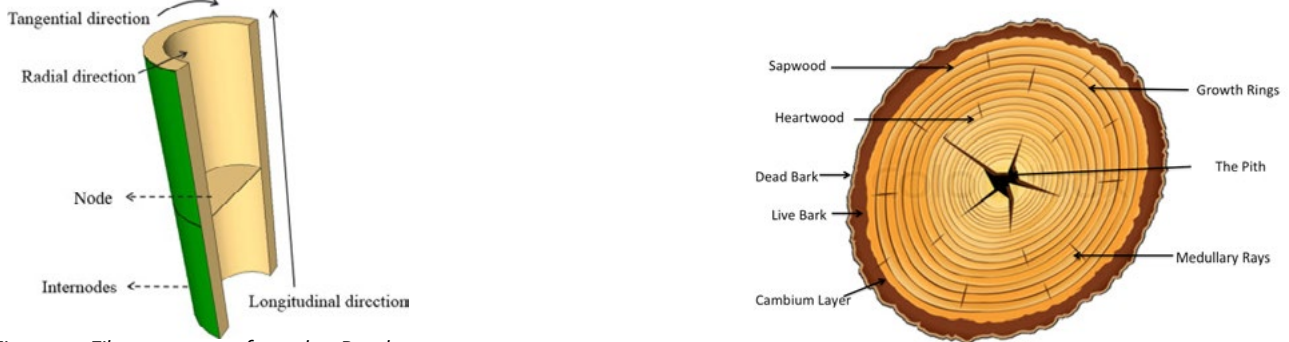 Tangential direction
Radial direction
Node
Internodes
Longitudinal direction
Sapwood
Heartwood
Dead Bark
Live Bark
Cambium Layer
Growth Rings
The Pith
Medullary Rays